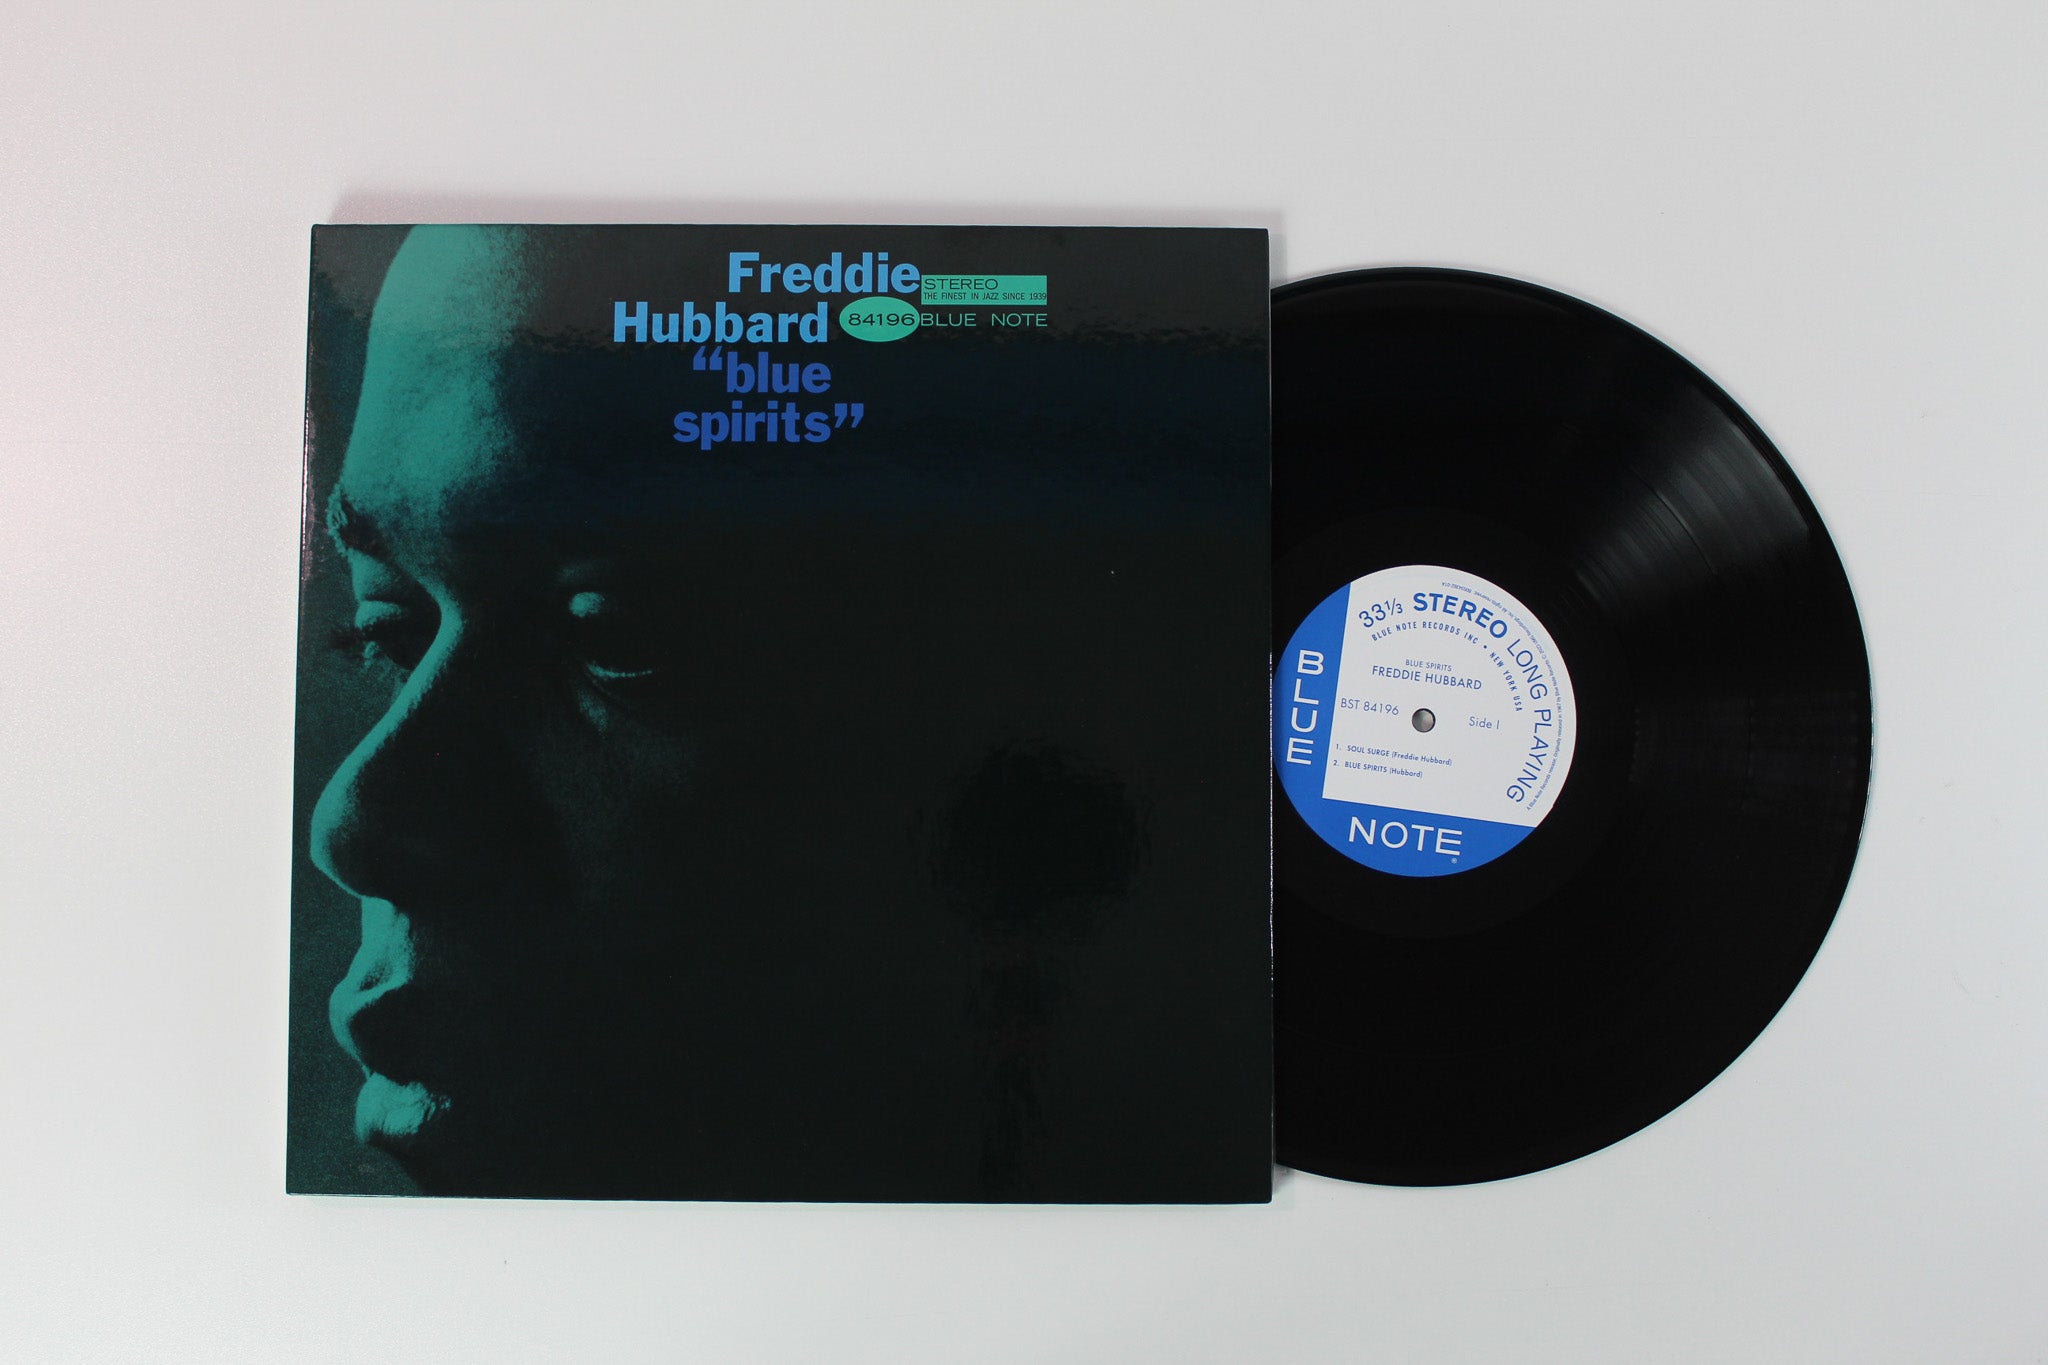 Freddie
Hubbard
“blue
spirits”
STEREO
THE FINEST IN JAZZ SINCE 1939
84196 BLUE NOTE
33 1/3 STEREO LONG PLAYING
BLUE NOTE RECORDS INC • NEW YORK USA
BLUE SPIRITS
FREDDIE HUBBARD
BST 84196
Side 1
1. SOUL SURGE (Freddie Hubbard)
2. BLUE SPIRITS (Hubbard)
BLUE
NOTE
®